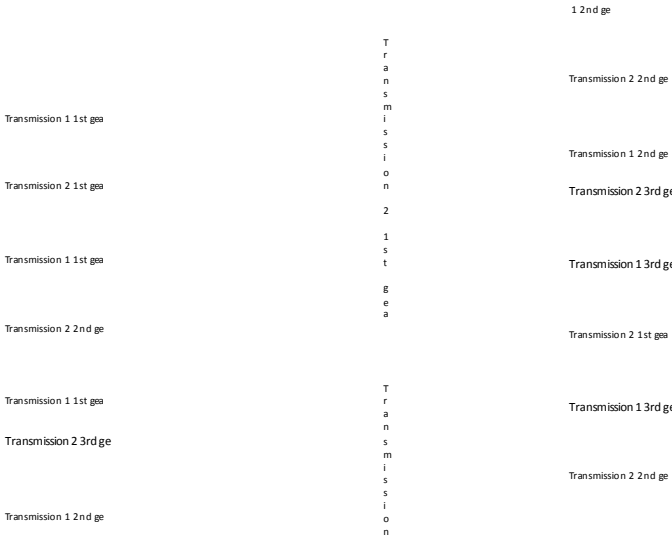 Transmission 1 1st gea
Transmission 2 1st gea
Transmission 1 1st gea
Transmission 2 2nd ge
Transmission 1 1st gea
Transmission 2 3rd ge
Transmission 1 2nd ge
Transmission 2 1st gea
Transmission
1 2nd ge
Transmission 2 2nd ge
Transmission 1 2nd ge
Transmission 2 3rd ge
Transmission 1 3rd ge
Transmission 2 1st gea
Transmission 1 3rd ge
Transmission 2 2nd ge